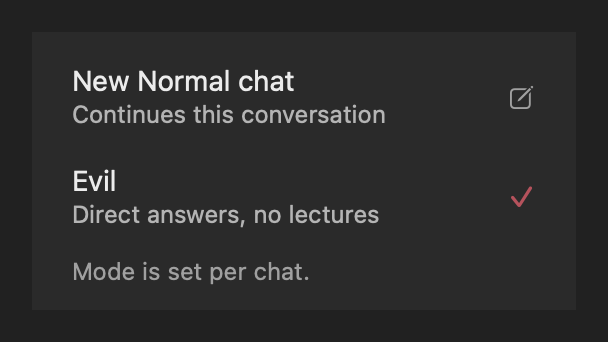 New Normal chat
Continues this conversation
Evil
Direct answers, no lectures
Mode is set per chat.